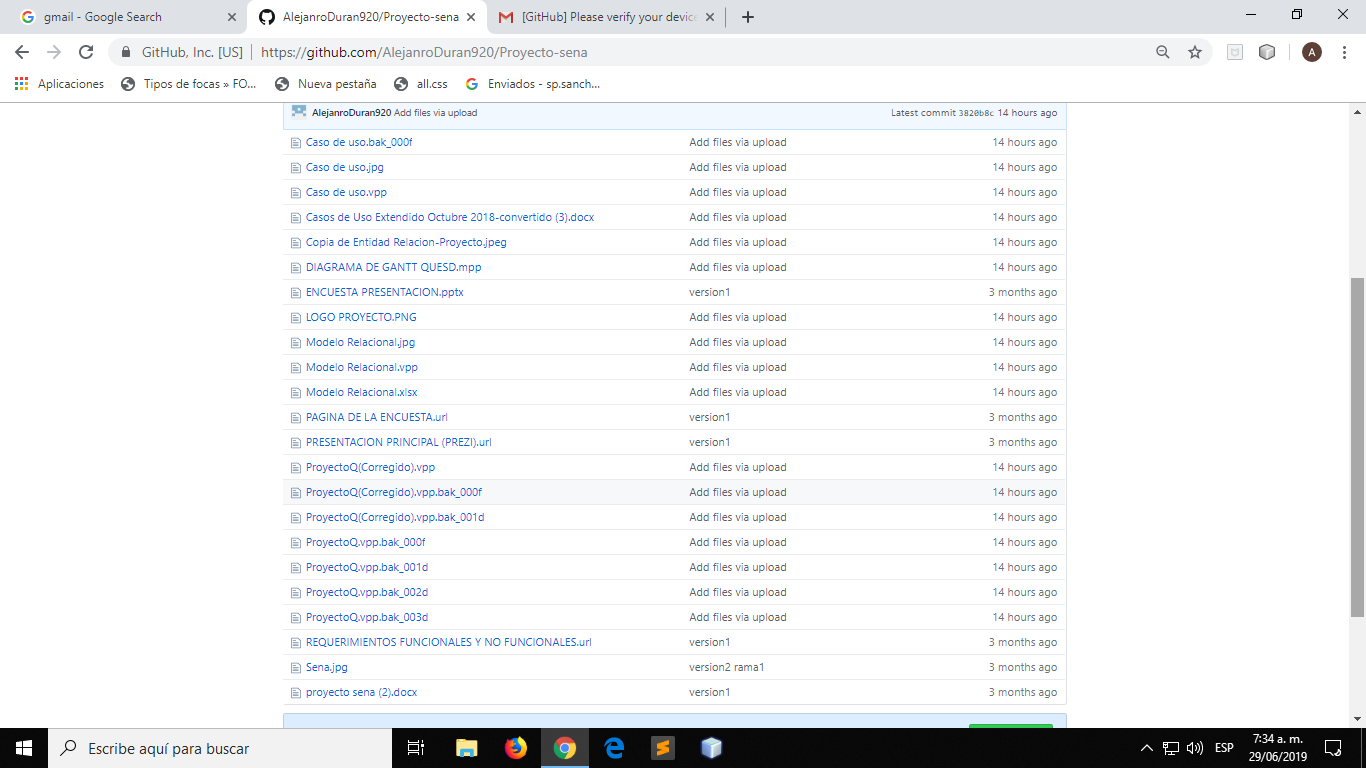 gmail - Google Search
AlejanroDuran920/Proyecto-sena
[GitHub] Please verify your device
GitHub, Inc. [US] https://github.com/AlejanroDuran920/Proyecto-sena A
Aplicaciones Tipos de focas » FO... Nueva pestaña all.css Enviados - sp.sanch...
AlejanroDuran920 Add files via upload Latest commit 3820b8c 14 hours ago
Caso de uso.bak_000f Add files via upload 14 hours ago
Caso de uso.jpg Add files via upload 14 hours ago
Caso de uso.vpp Add files via upload 14 hours ago
Casos de Uso Extendido Octubre 2018-convertido (3).docx Add files via upload 14 hours ago
Copia de Entidad Relacion-Proyecto.jpeg Add files via upload 14 hours ago
DIAGRAMA DE GANTT QUESD.mpp Add files via upload 14 hours ago
ENCUESTA PRESENTACION.pptx version1 3 months ago
LOGO PROYECTO.PNG Add files via upload 14 hours ago
Modelo Relacional.jpg Add files via upload 14 hours ago
Modelo Relacional.vpp Add files via upload 14 hours ago
Modelo Relacional.xlsx Add files via upload 14 hours ago
PAGINA DE LA ENCUESTA.url version1 3 months ago
PRESENTACION PRINCIPAL (PREZI).url version1 3 months ago
ProyectoQ(Corregido).vpp Add files via upload 14 hours ago
ProyectoQ(Corregido).vpp.bak_000f Add files via upload 14 hours ago
ProyectoQ(Corregido).vpp.bak_001d Add files via upload 14 hours ago
ProyectoQ.vpp.bak_000f Add files via upload 14 hours ago
ProyectoQ.vpp.bak_001d Add files via upload 14 hours ago
ProyectoQ.vpp.bak_002d Add files via upload 14 hours ago
ProyectoQ.vpp.bak_003d Add files via upload 14 hours ago
REQUERIMIENTOS FUNCIONALES Y NO FUNCIONALES.url version1 3 months ago
Sena.jpg version2 rama1 3 months ago
proyecto sena (2).docx version1 3 months ago
Escribe aquí para buscar
ESP
7:34 a. m.
29/06/2019